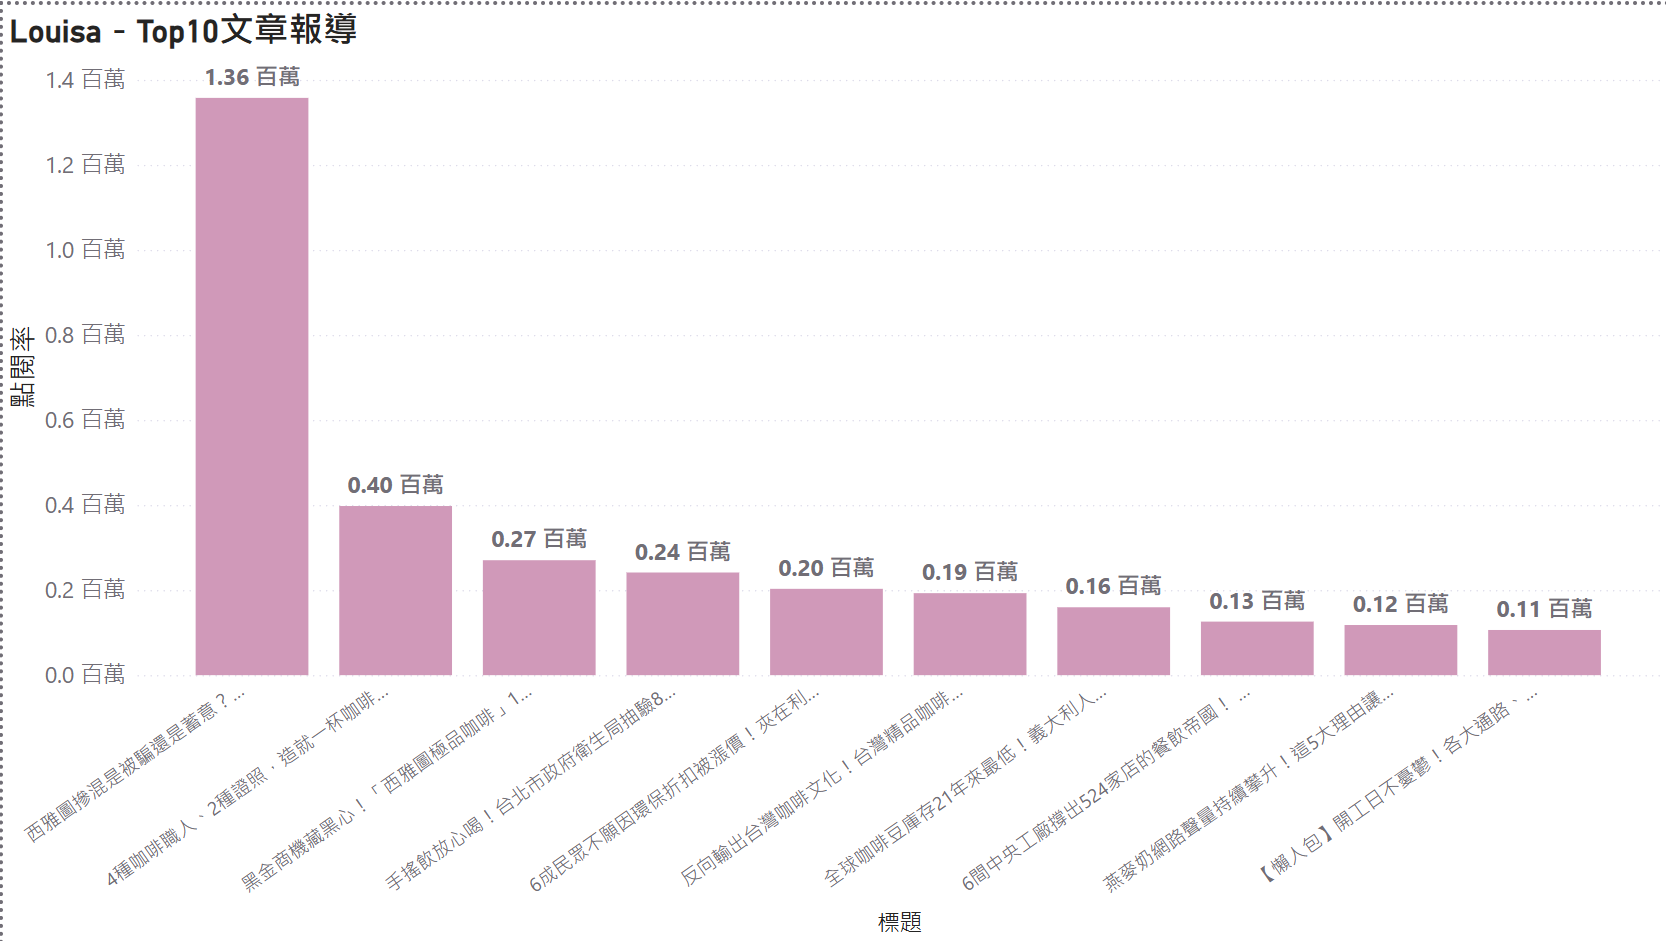 Louisa - Top10文章報導
點閱率
1.4 百萬
1.2 百萬
1.0 百萬
0.8 百萬
0.6 百萬
0.4 百萬
0.2 百萬
0.0 百萬
1.36 百萬
0.40 百萬
0.27 百萬
0.24 百萬
0.20 百萬
0.19 百萬
0.16 百萬
0.13 百萬
0.12 百萬
0.11 百萬
西雅圖摻混是被騙還是蓄意？...
4種咖啡職人、2種證照，造就一杯咖啡...
黑金商機藏黑心！「西雅圖極品咖啡」1...
手搖飲放心喝！台北市政府衛生局抽驗8...
6成民眾不願因環保折扣被漲價！夾在利...
反向輸出台灣咖啡文化！台灣精品咖啡...
全球咖啡豆庫存21年來最低！義大利人...
6間中央工廠撐出524家店的餐飲帝國！ ...
燕麥奶網路聲量持續攀升！這5大理由讓...
【懶人包】開工日不憂鬱！各大通路、...
標題